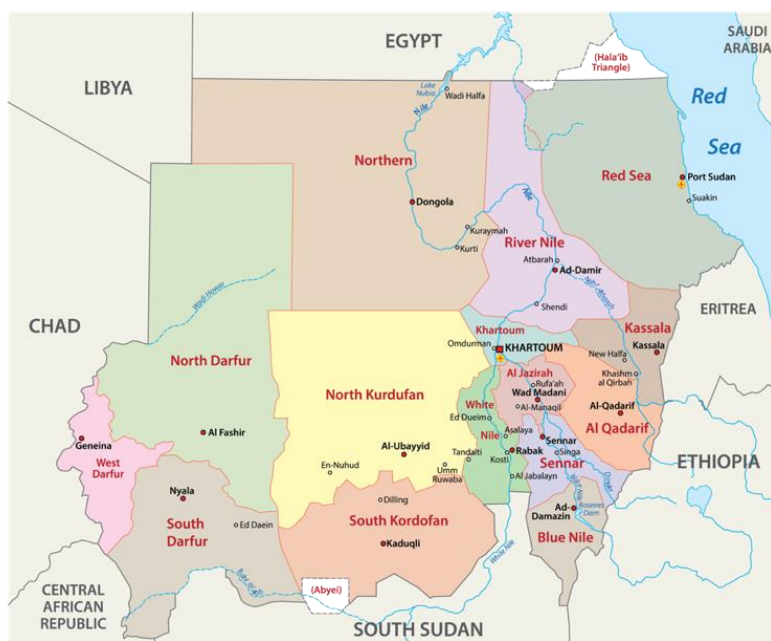 EGYPT
SAUDI
ARABIA
LIBYA
(Hala'ib
Triangle)
Lake
Nubia
Wadi Halfa
Nile
Red
Sea
Northern
Red Sea
Port Sudan
Suakin
Dongola
Nile
Kuraymah
Kurti
River Nile
Atbarah
Ad-Damir
Shendi
Wadi Howar
CHAD
ERITREA
Khartoum
Omdurman
KHARTOUM
Kassala
Kassala
New Halfa
Khashm
al Qirbah
North Darfur
North Kurdufan
Al Jazirah
Rufa'ah
Wad Madani
Al-Manaqil
Al-Qadarif
Al Qadarif
White
Nile
Ed Dueim
Asalaya
Sennar
Singa
Sennar
Rabak
Kosti
Tandalti
Al Jabalayn
Geneina
West
Darfur
Al Fashir
Al-Ubayyid
En-Nuhud
Umm
Ruwaba
ETHIOPIA
Dinder
Blue Nile
Roseires
Dam
Nyala
South
Darfur
Ed Daein
Dilling
South Kordofan
Kaduqli
Ad-
Damazin
Blue Nile
White Nile
(Abyei)
CENTRAL
AFRICAN
REPUBLIC
SOUTH SUDAN